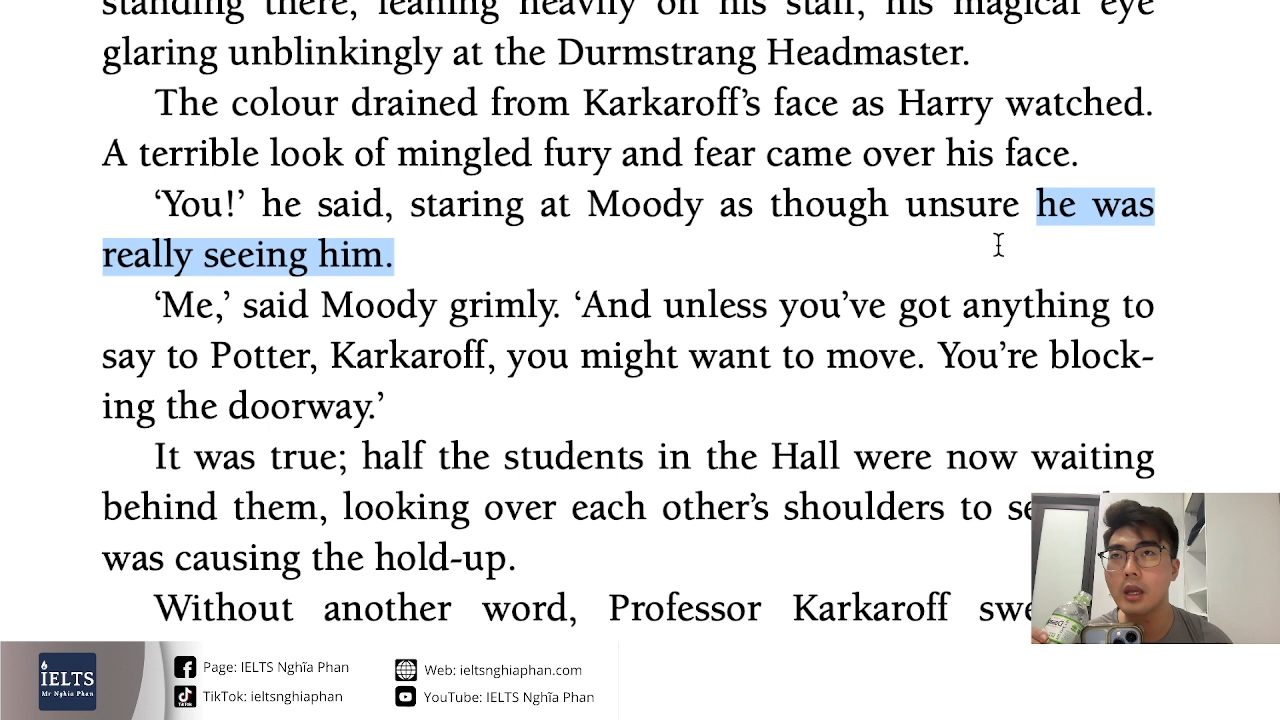 standing there, leaning heavily on his staff, his magical eye
glaring unblinkingly at the Durmstrang Headmaster.
The colour drained from Karkaroff’s face as Harry watched.
A terrible look of mingled fury and fear came over his face.
‘You!’ he said, staring at Moody as though unsure he was
really seeing him.
‘Me,’ said Moody grimly. ‘And unless you’ve got anything to
say to Potter, Karkaroff, you might want to move. You’re block-
ing the doorway.’
It was true; half the students in the Hall were now waiting
behind them, looking over each other’s shoulders to
was causing the hold-up.
Without another word, Professor Karkaroff
IELTS
Mr Nghia Phan
Page: IELTS Nghĩa Phan
TikTok: ieltsnghiaphan
Web: ieltsnghiaphan.com
YouTube: IELTS Nghĩa Phan